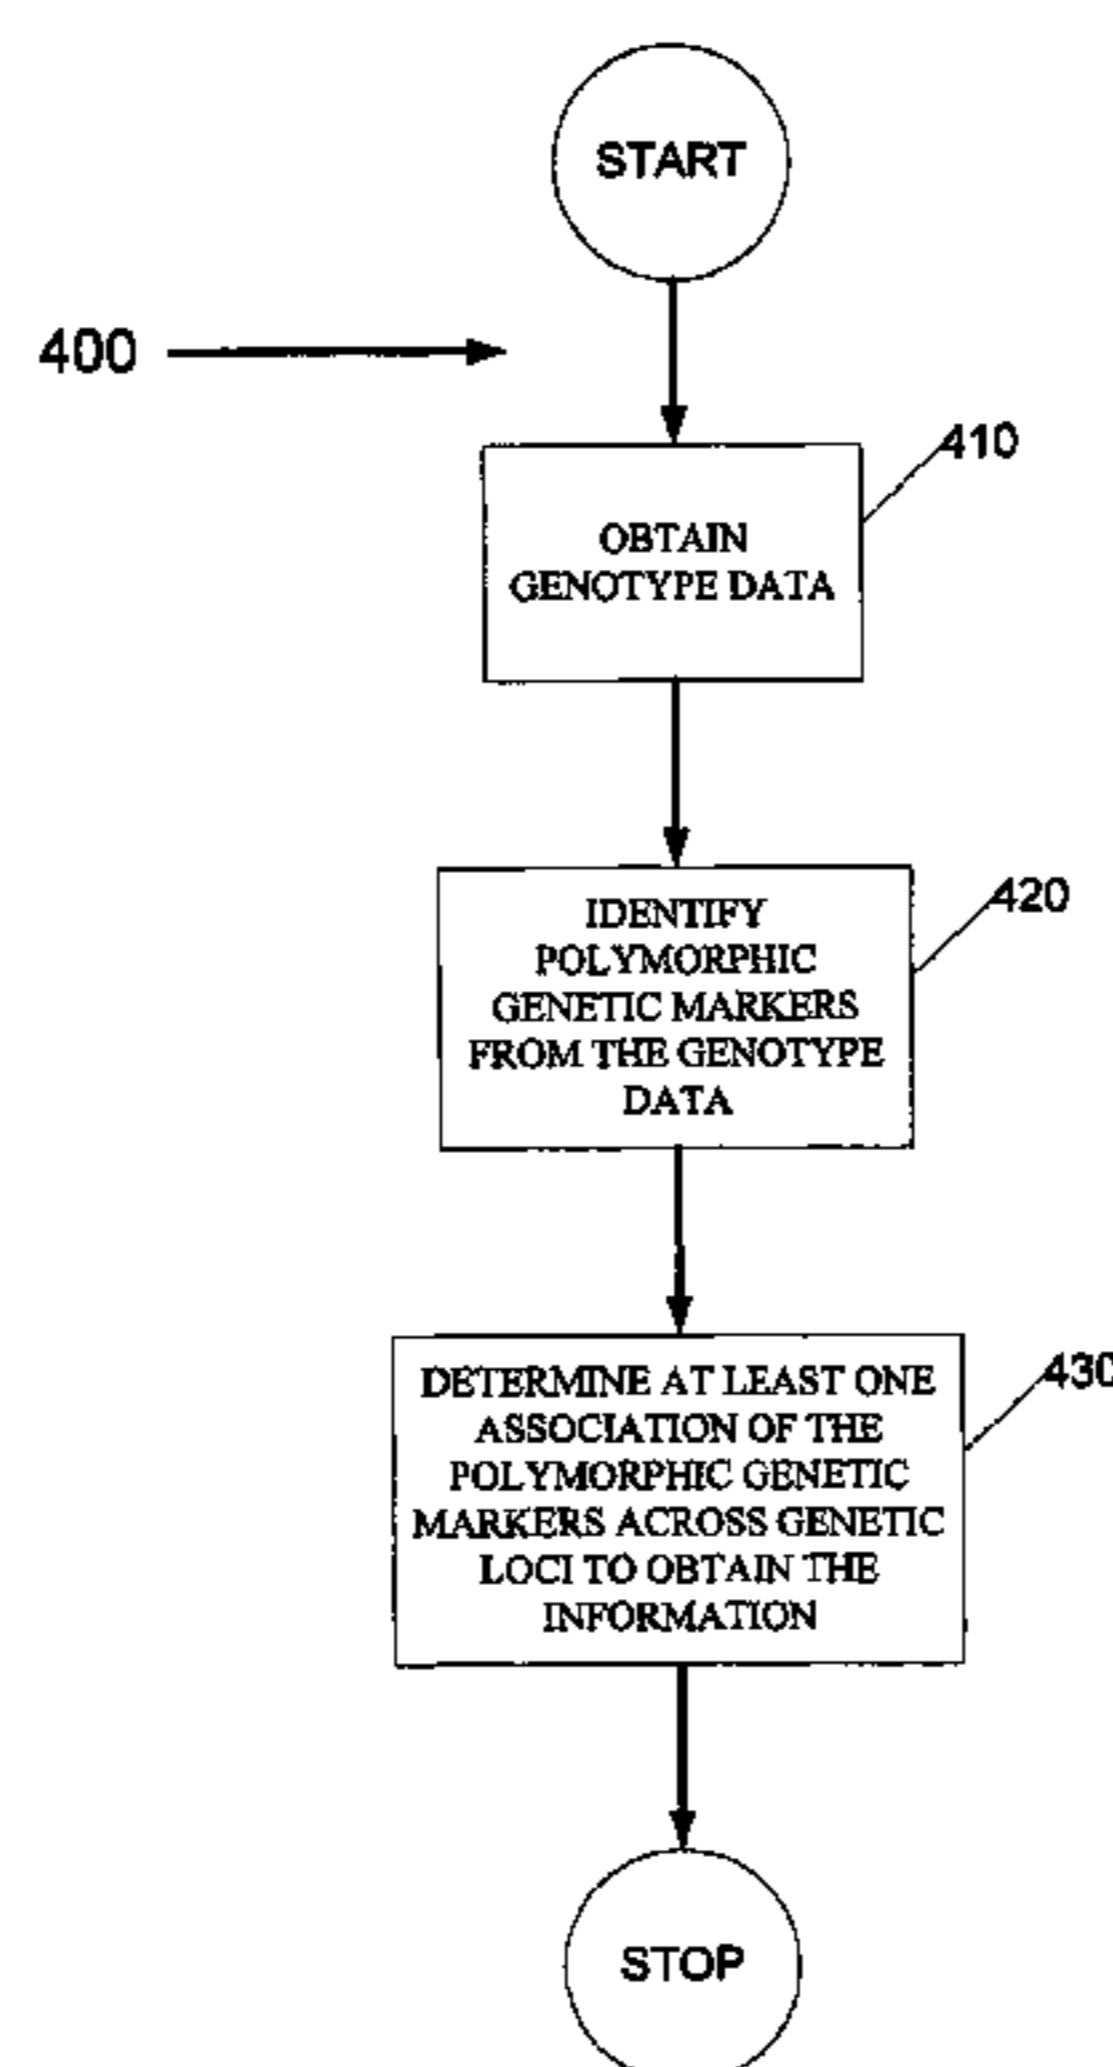 START
400
410
OBTAIN
GENOTYPE DATA
420
IDENTIFY
POLYMORPHIC
GENETIC MARKERS
FROM THE GENOTYPE
DATA
430
DETERMINE AT LEAST ONE
ASSOCIATION OF THE
POLYMORPHIC GENETIC
MARKERS ACROSS GENETIC
LOCI TO OBTAIN THE
INFORMATION
STOP